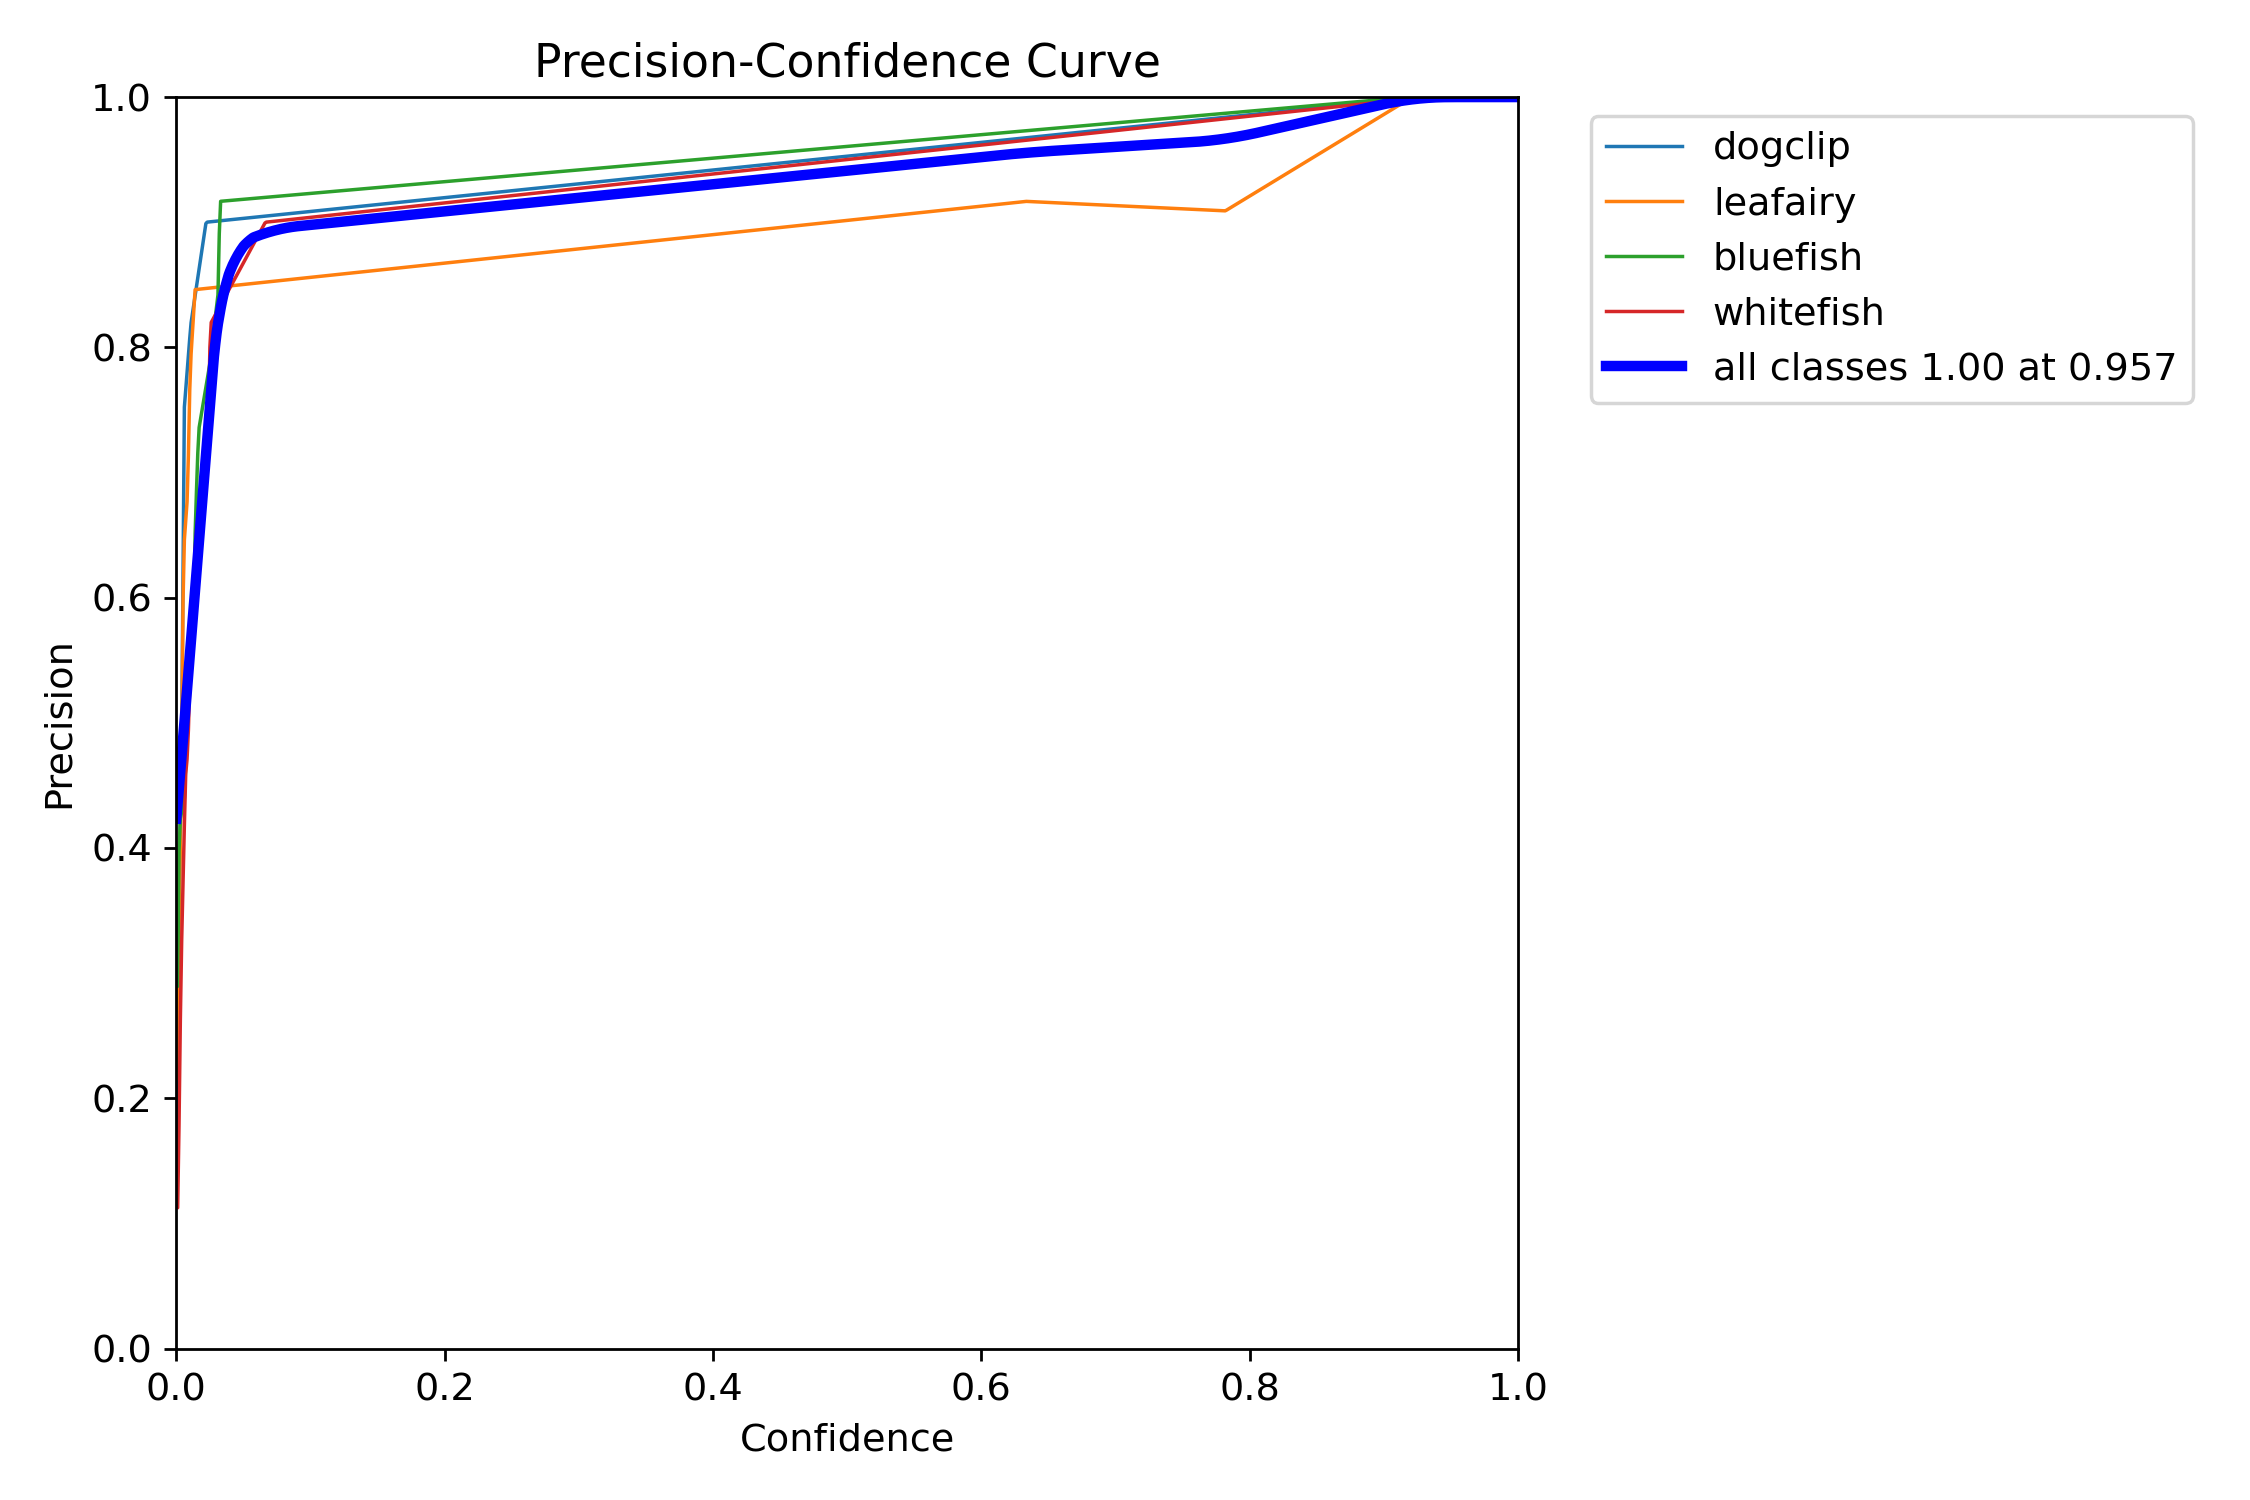 Precision-Confidence Curve
1.0
0.8
0.6
0.4
0.2
0.0
Precision
0.0 0.2 0.4 0.6 0.8 1.0
Confidence
dogclip
leafairy
bluefish
whitefish
all classes 1.00 at 0.957